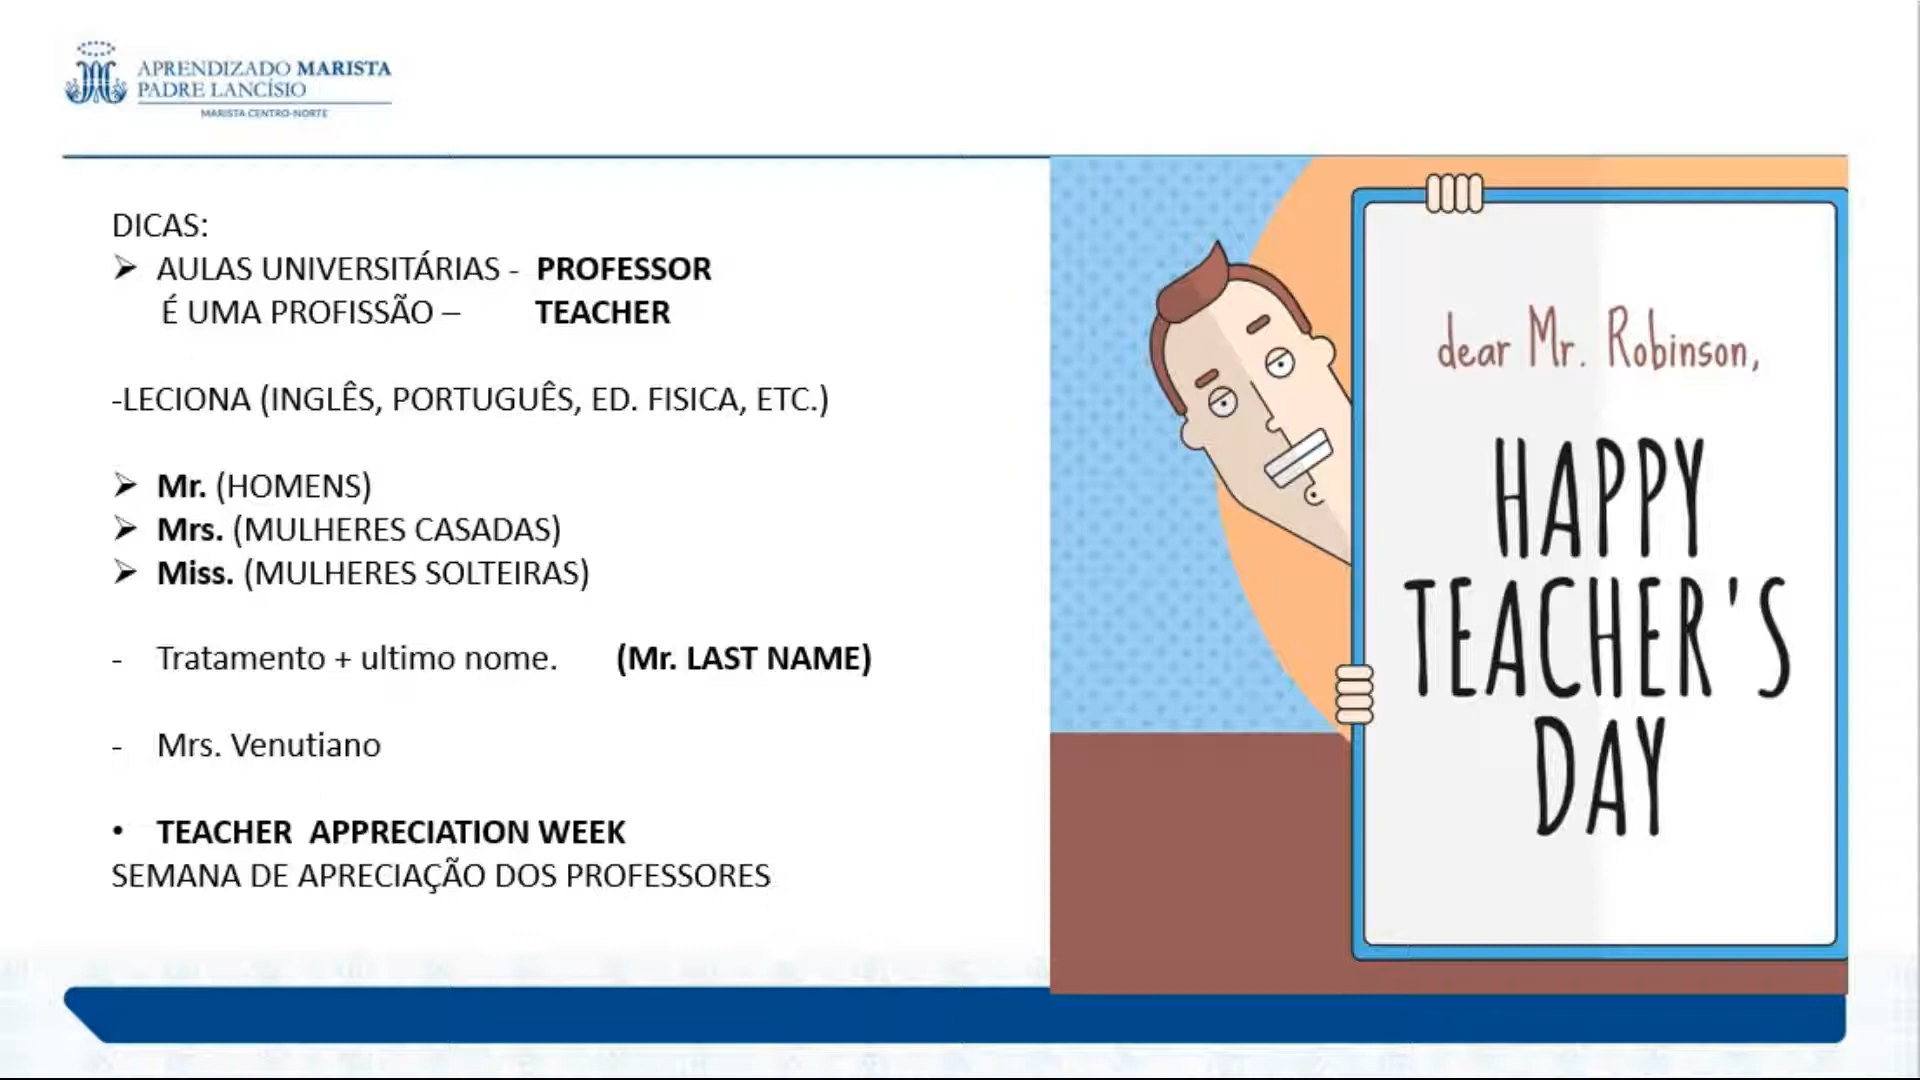 APRENDIZADO MARISTA
PADRE LANCÍSIO
MARISTA CENTRO-NORTE
DICAS:
➢ AULAS UNIVERSITÁRIAS - PROFESSOR
É UMA PROFISSÃO – TEACHER
-LECIONA (INGLÊS, PORTUGUÊS, ED. FISICA, ETC.)
➢ Mr. (HOMENS)
➢ Mrs. (MULHERES CASADAS)
➢ Miss. (MULHERES SOLTEIRAS)
- Tratamento + ultimo nome. (Mr. LAST NAME)
- Mrs. Venutiano
• TEACHER APPRECIATION WEEK
SEMANA DE APRECIAÇÃO DOS PROFESSORES
dear Mr. Robinson,
HAPPY
TEACHER'S
DAY